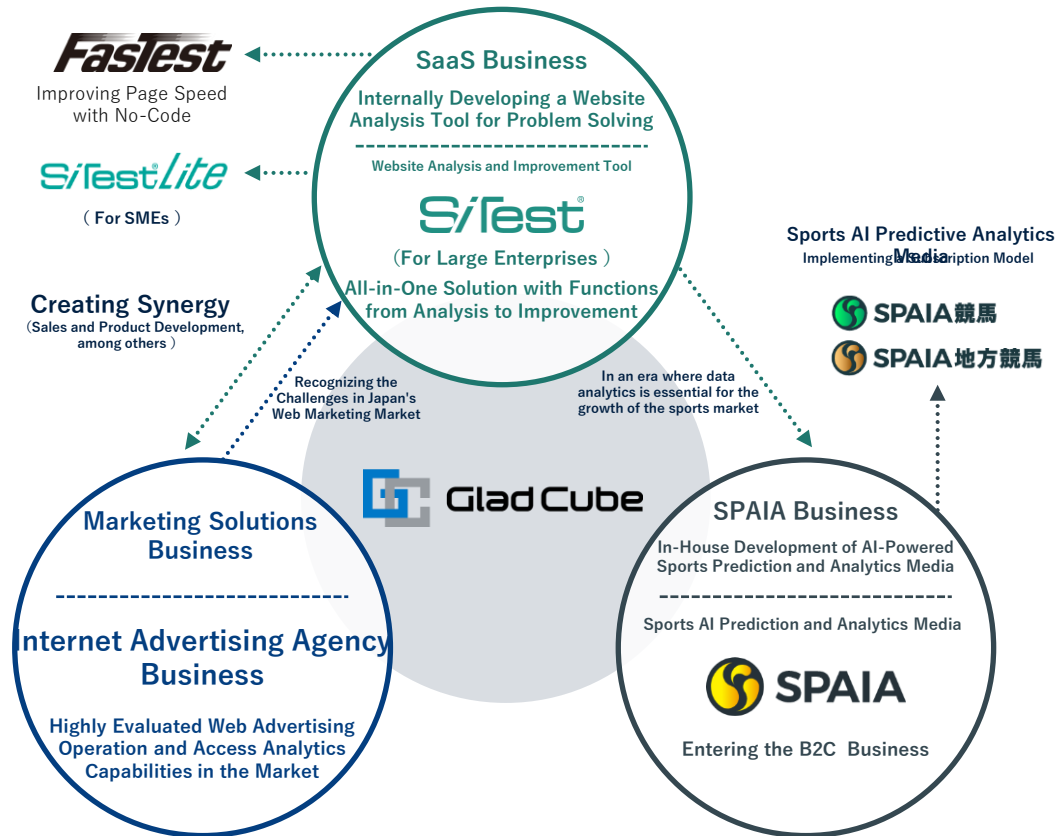 FasTest
Improving Page Speed
with No-Code
SiTest® Lite
( For SMEs )
SaaS Business
Internally Developing a Website
Analysis Tool for Problem Solving
Website Analysis and Improvement Tool
SiTest®
(For Large Enterprises )
All-in-One Solution with Functions
from Analysis to Improvement
Sports AI Predictive Analytics
Media
Implementing a Subscription Model
SPAIA競馬
SPAIA地方競馬
Creating Synergy
(Sales and Product Development,
among others )
Recognizing the
Challenges in Japan's
Web Marketing Market
In an era where data
analytics is essential for the
growth of the sports market
Glad Cube
Marketing Solutions
Business
Internet Advertising Agency
Business
Highly Evaluated Web Advertising
Operation and Access Analytics
Capabilities in the Market
SPAIA Business
In-House Development of AI-Powered
Sports Prediction and Analytics Media
Sports AI Prediction and Analytics Media
SPAIA
Entering the B2C Business